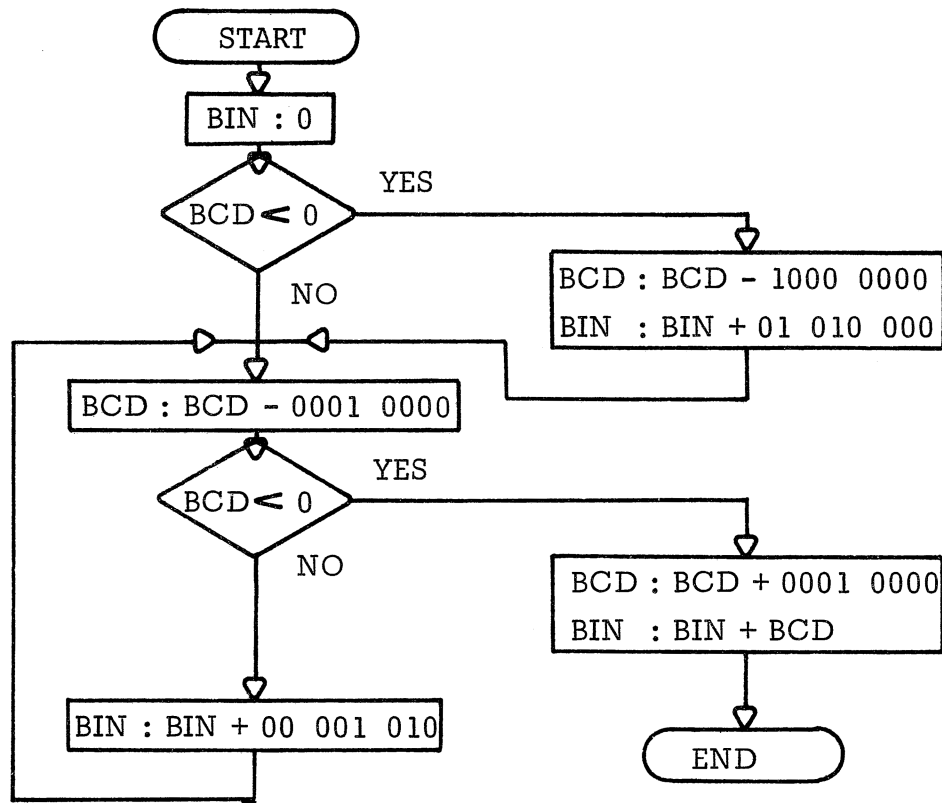 START
BIN : 0
BCD < 0
YES
NO
BCD : BCD - 1000 0000
BIN : BIN + 01 010 000
BCD : BCD - 0001 0000
BCD < 0
YES
NO
BCD : BCD + 0001 0000
BIN : BIN + BCD
BIN : BIN + 00 001 010
END